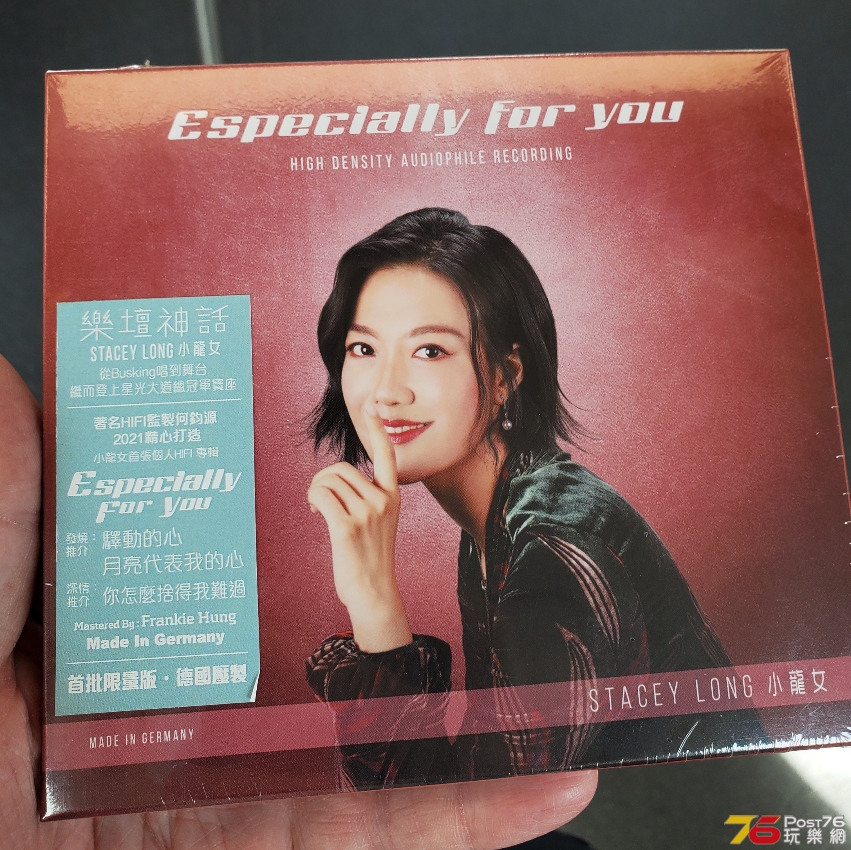 Especially for you
HIGH DENSITY AUDIOPHILE RECORDING
樂壇神話
STACEY LONG 小龍女
從Busking唱到舞台
繼而登上星光大道總冠軍寶座
著名HIFI監製何鈞源
2021精心打造
小龍女首張個人HIFI 專輯
Especially
For You
發燒推介：驛動的心
月亮代表我的心
深情推介：你怎麼捨得我難過
Mastered By: Frankie Hung
Made In Germany
首批限量版・德國壓製
STACEY LONG 小龍女
MADE IN GERMANY
76 POST76
玩樂網